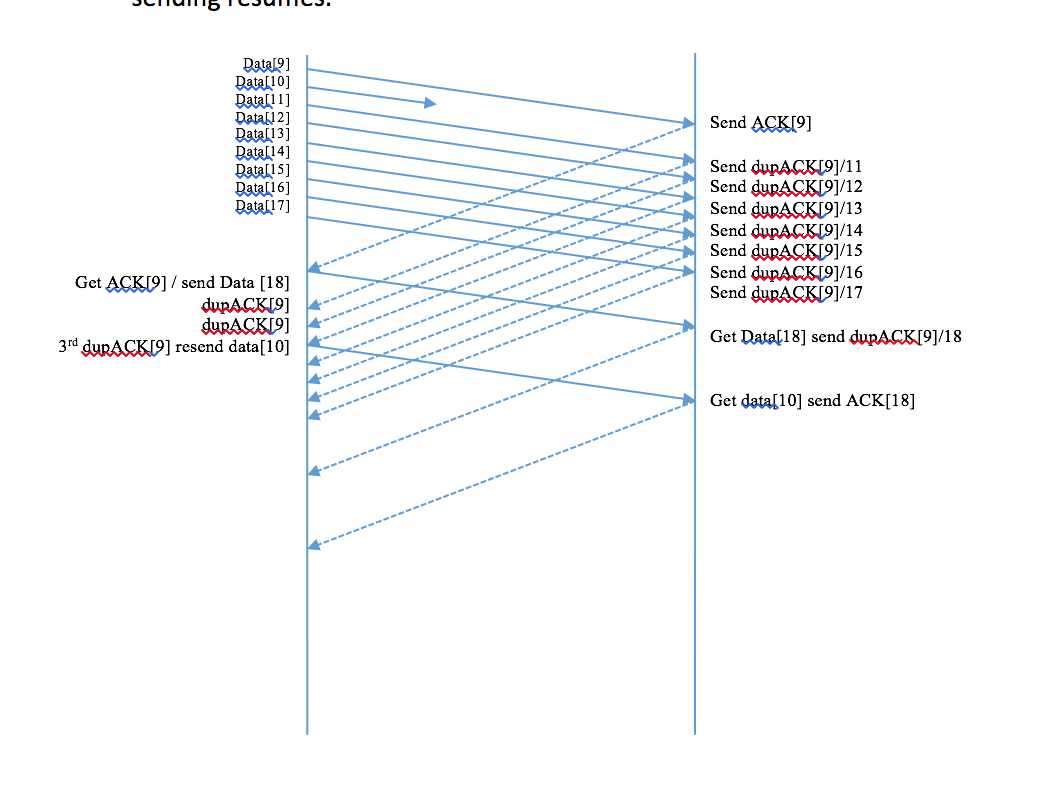 sending resumes.
Data[9]
Data[10]
Data[11]
Data[12]
Data[13]
Data[14]
Data[15]
Data[16]
Data[17]
Get ACK[9] / send Data [18]
dupACK[9]
dupACK[9]
3rd dupACK[9] resend data[10]
Send ACK[9]
Send dupACK[9]/11
Send dupACK[9]/12
Send dupACK[9]/13
Send dupACK[9]/14
Send dupACK[9]/15
Send dupACK[9]/16
Send dupACK[9]/17
Get Data[18] send dupACK[9]/18
Get data[10] send ACK[18]